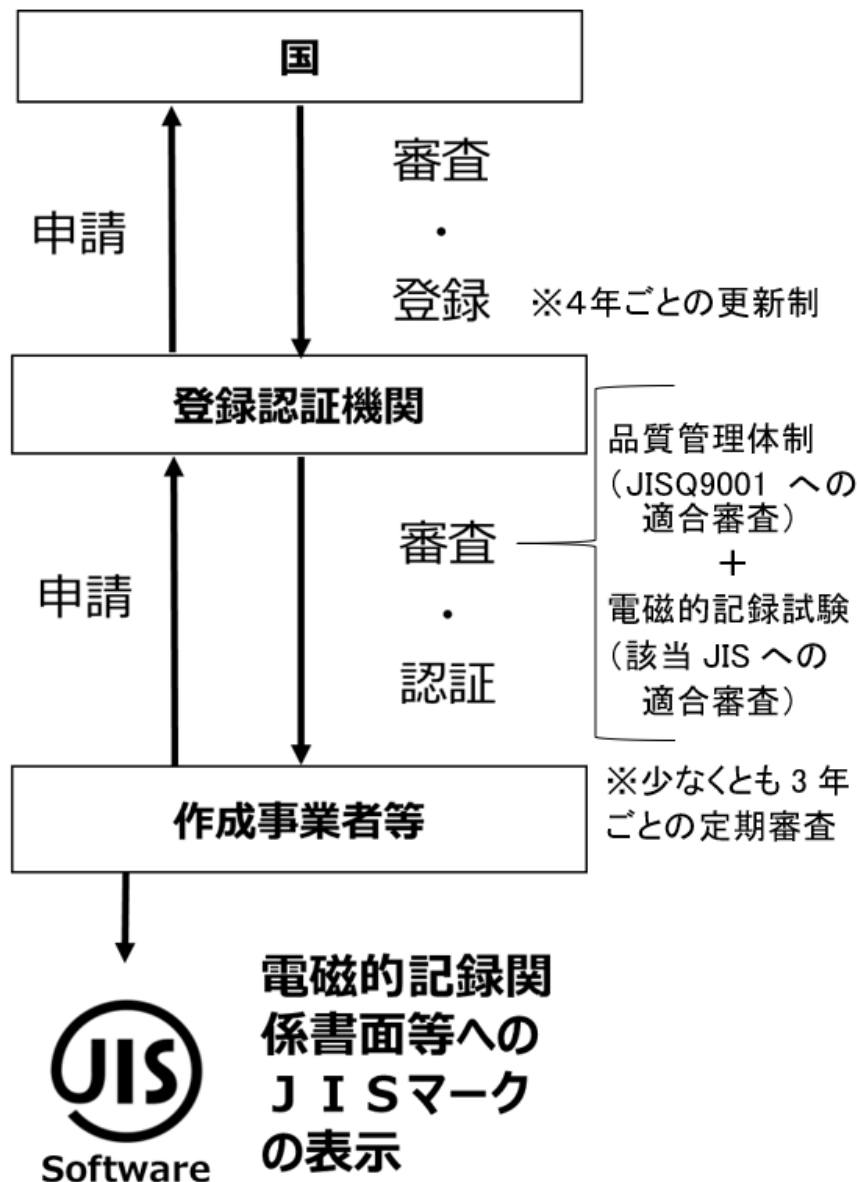 国
申請
審査
・
登録
※4年ごとの更新制
登録認証機関
申請
審査
・
認証
品質管理体制
（JISQ9001 への
適合審査）
＋
電磁的記録試験
（該当 JIS への
適合審査）
※少なくとも 3 年
ごとの定期審査
作成事業者等
JIS
Software
電磁的記録関
係書面等への
ＪＩＳマーク
の表示